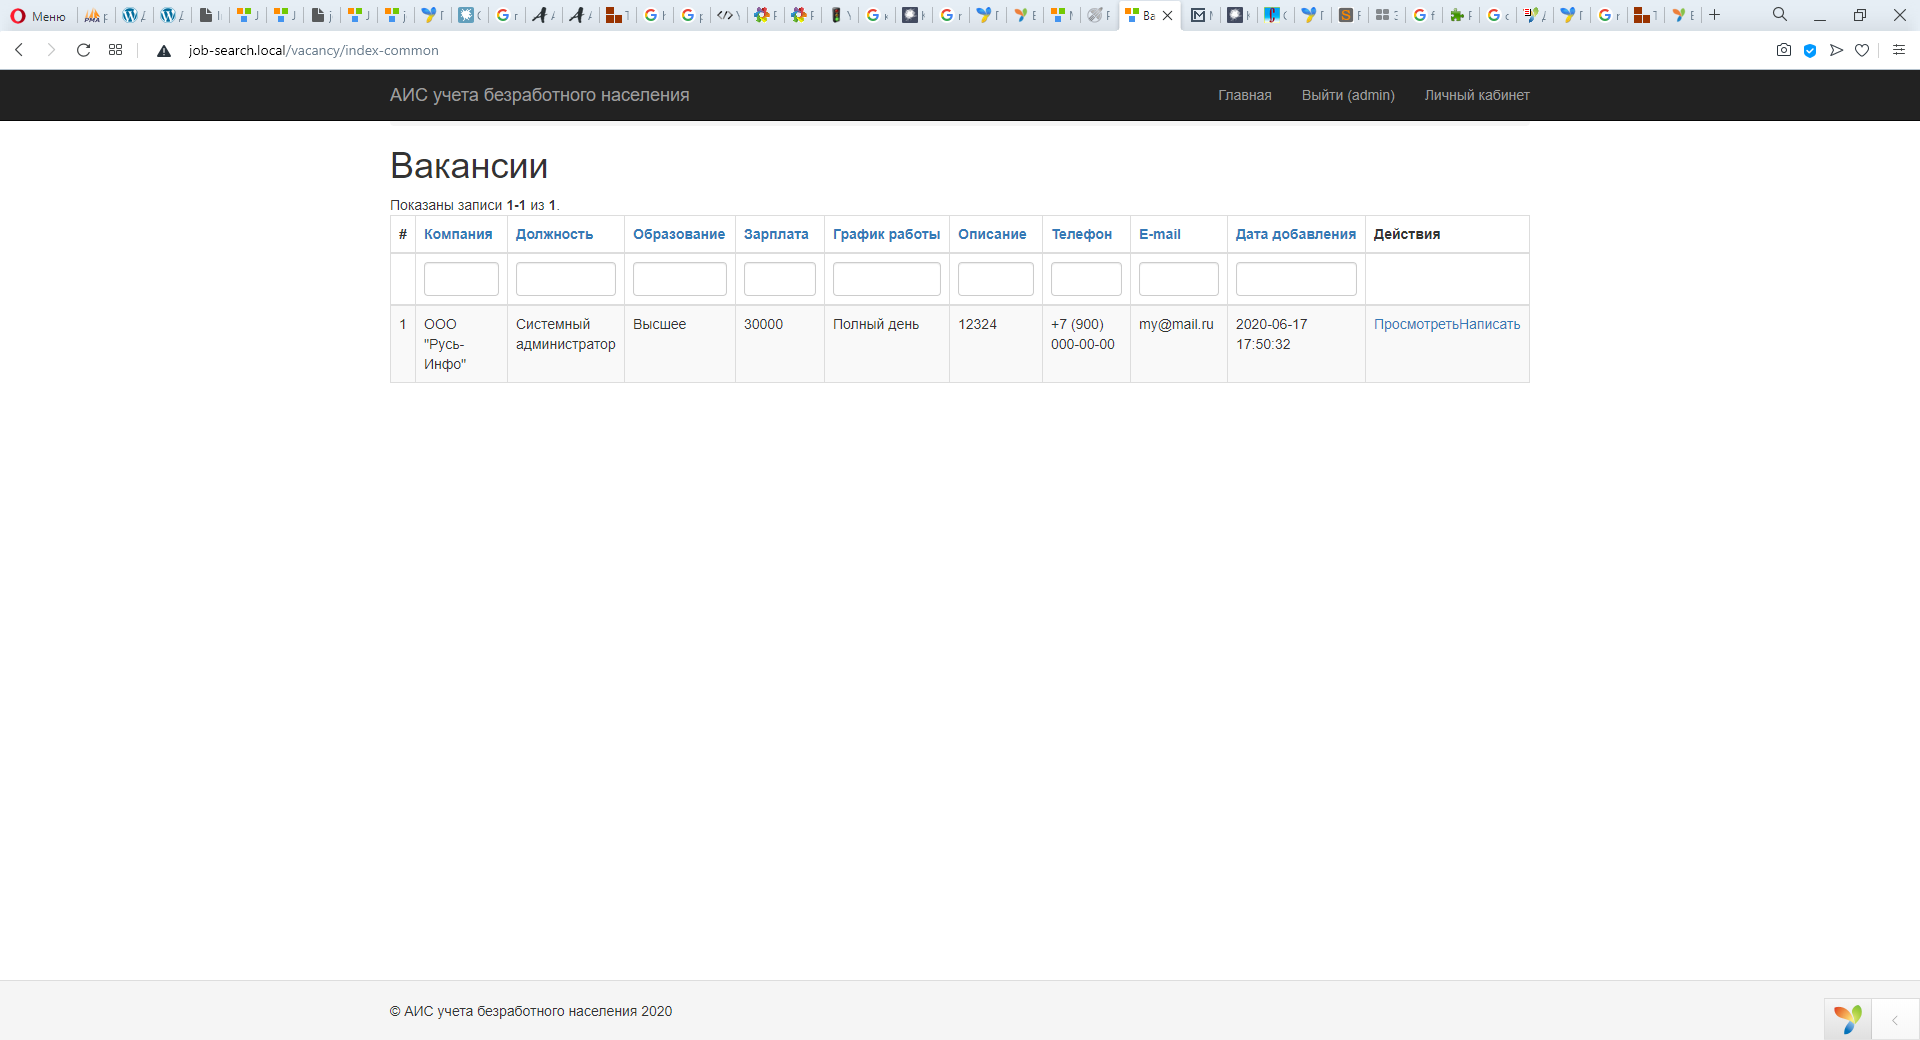 Меню
job-search.local/vacancy/index-common
АИС учета безработного населения
Главная
Выйти (admin)
Личный кабинет
Вакансии
Показаны записи 1-1 из 1.
# Компания Должность Образование Зарплата График работы Описание Телефон E-mail Дата добавления Действия
1 ООО "Русь-Инфо" Системный администратор Высшее 30000 Полный день 12324 +7 (900) 000-00-00 my@mail.ru 2020-06-17 17:50:32 ПросмотретьНаписать
© АИС учета безработного населения 2020